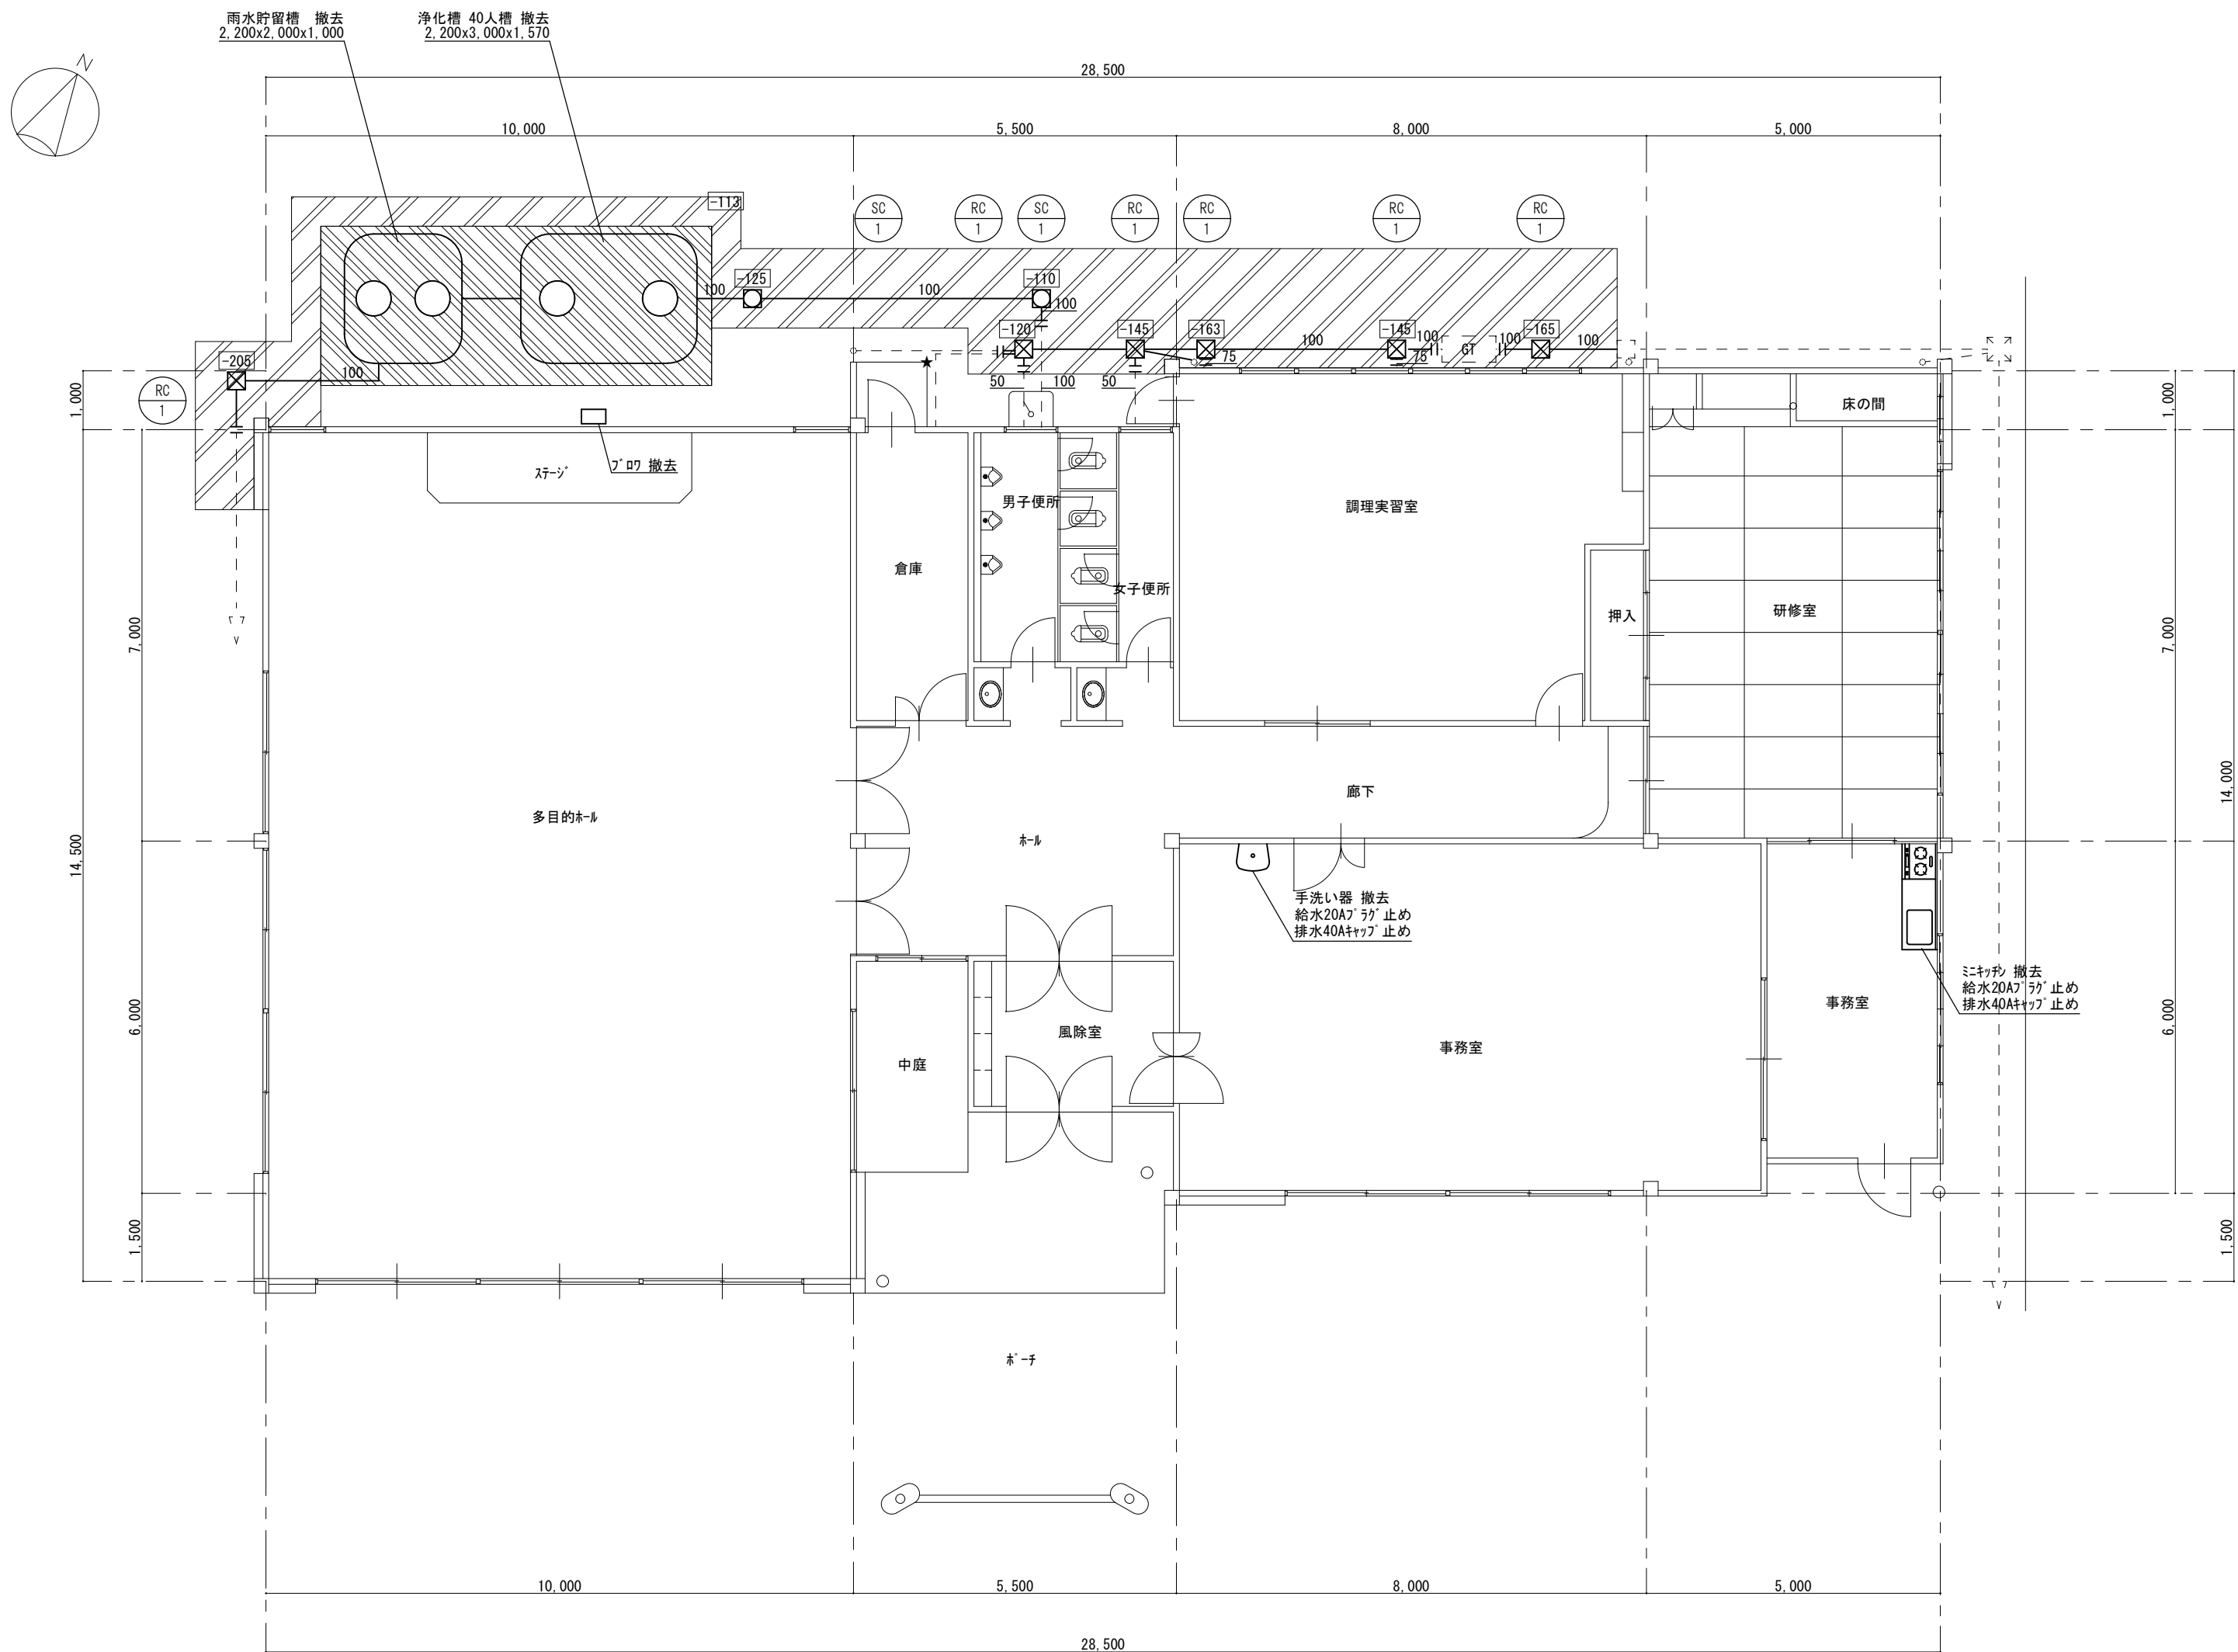 雨水貯留槽 撤去
2,200x2,000x1,000
浄化槽 40人槽 撤去
2,200x3,000x1,570
N
28,500
10,000
5,500
8,000
5,000
-113
SC
1
RC
1
SC
1
RC
1
RC
1
RC
1
RC
1
-125
-110
100
100
100
-120
-145
-163
-145
-165
100
75
100
75
GT
100
100
★
50
100
50
-205
100
RC
1
1,000
1,000
床の間
ステージ
ブロワ 撤去
男子便所
調理実習室
倉庫
女子便所
押入
研修室
7,000
7,000
多目的ホール
廊下
ホール
14,500
14,000
手洗い器 撤去
給水20Aプラグ止め
排水40Aキャップ止め
ミニキッチン 撤去
給水20Aプラグ止め
排水40Aキャップ止め
事務室
風除室
事務室
中庭
6,000
6,000
1,500
1,500
ポーチ
10,000
5,500
8,000
5,000
28,500